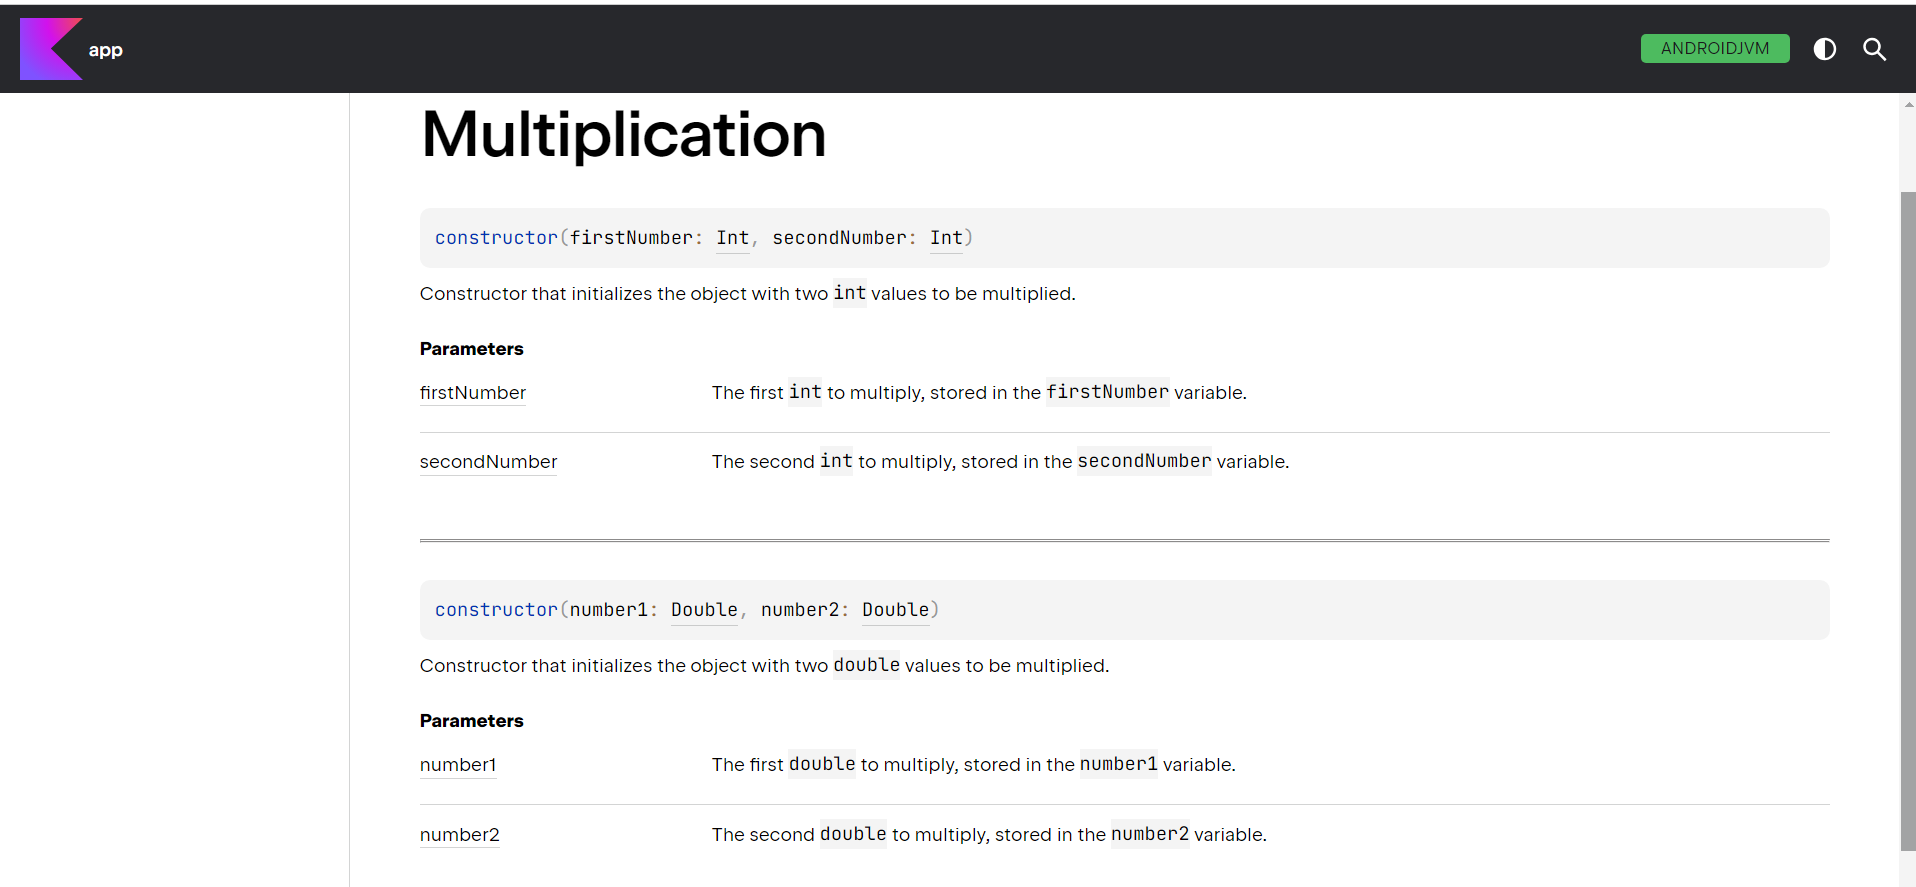 app
ANDROIDJVM
Multiplication
constructor(firstNumber: Int, secondNumber: Int)
Constructor that initializes the object with two int values to be multiplied.
Parameters
firstNumber The first int to multiply, stored in the firstNumber variable.
secondNumber The second int to multiply, stored in the secondNumber variable.
constructor(number1: Double, number2: Double)
Constructor that initializes the object with two double values to be multiplied.
Parameters
number1 The first double to multiply, stored in the number1 variable.
number2 The second double to multiply, stored in the number2 variable.